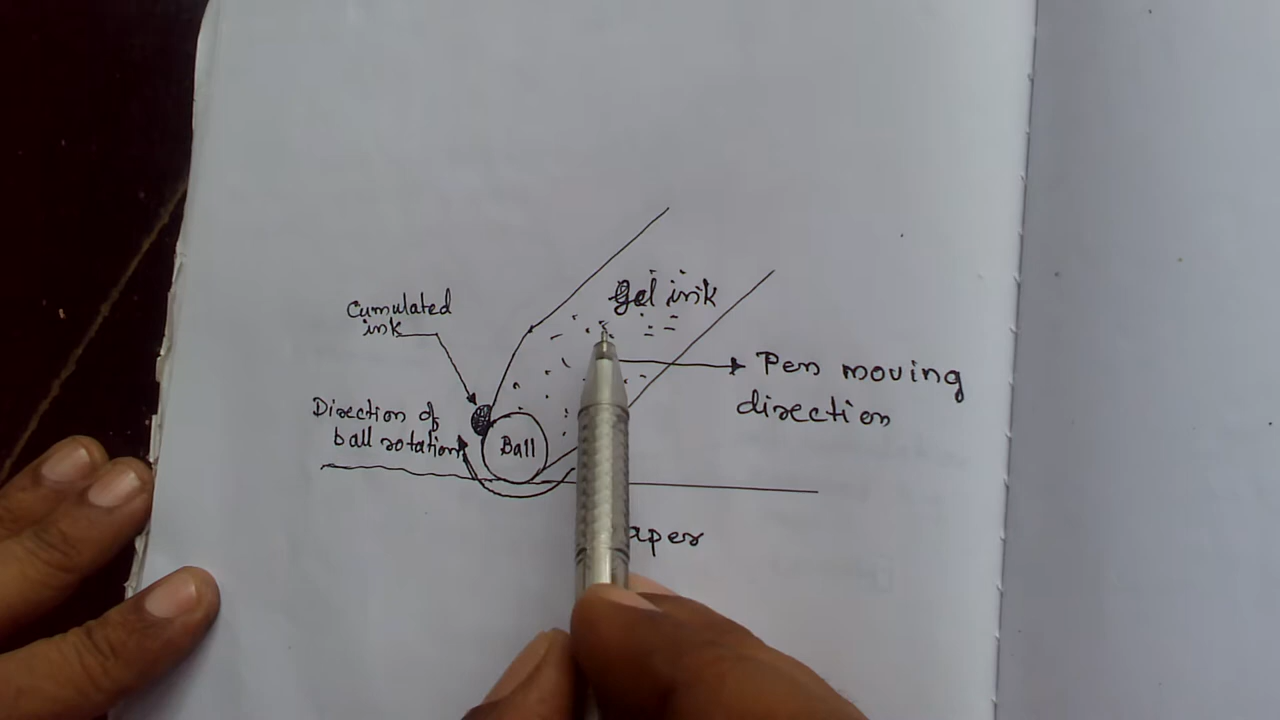 gel ink
Cumulated
ink
Pen moving
direction
Direction of
ball rotation
Ball
aper